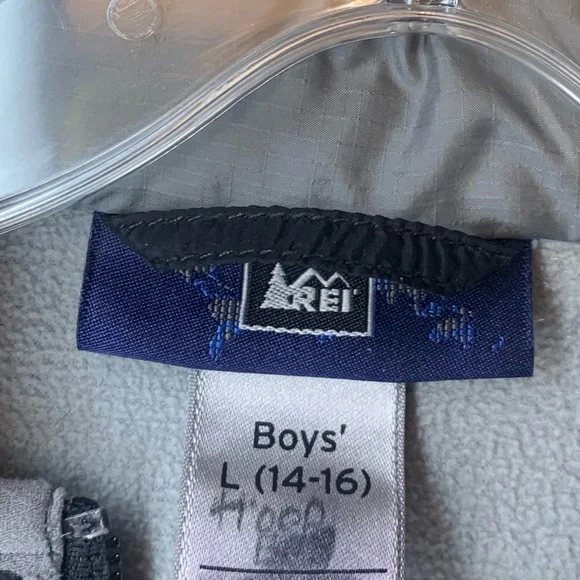 REI
Boys'
L (14-16)